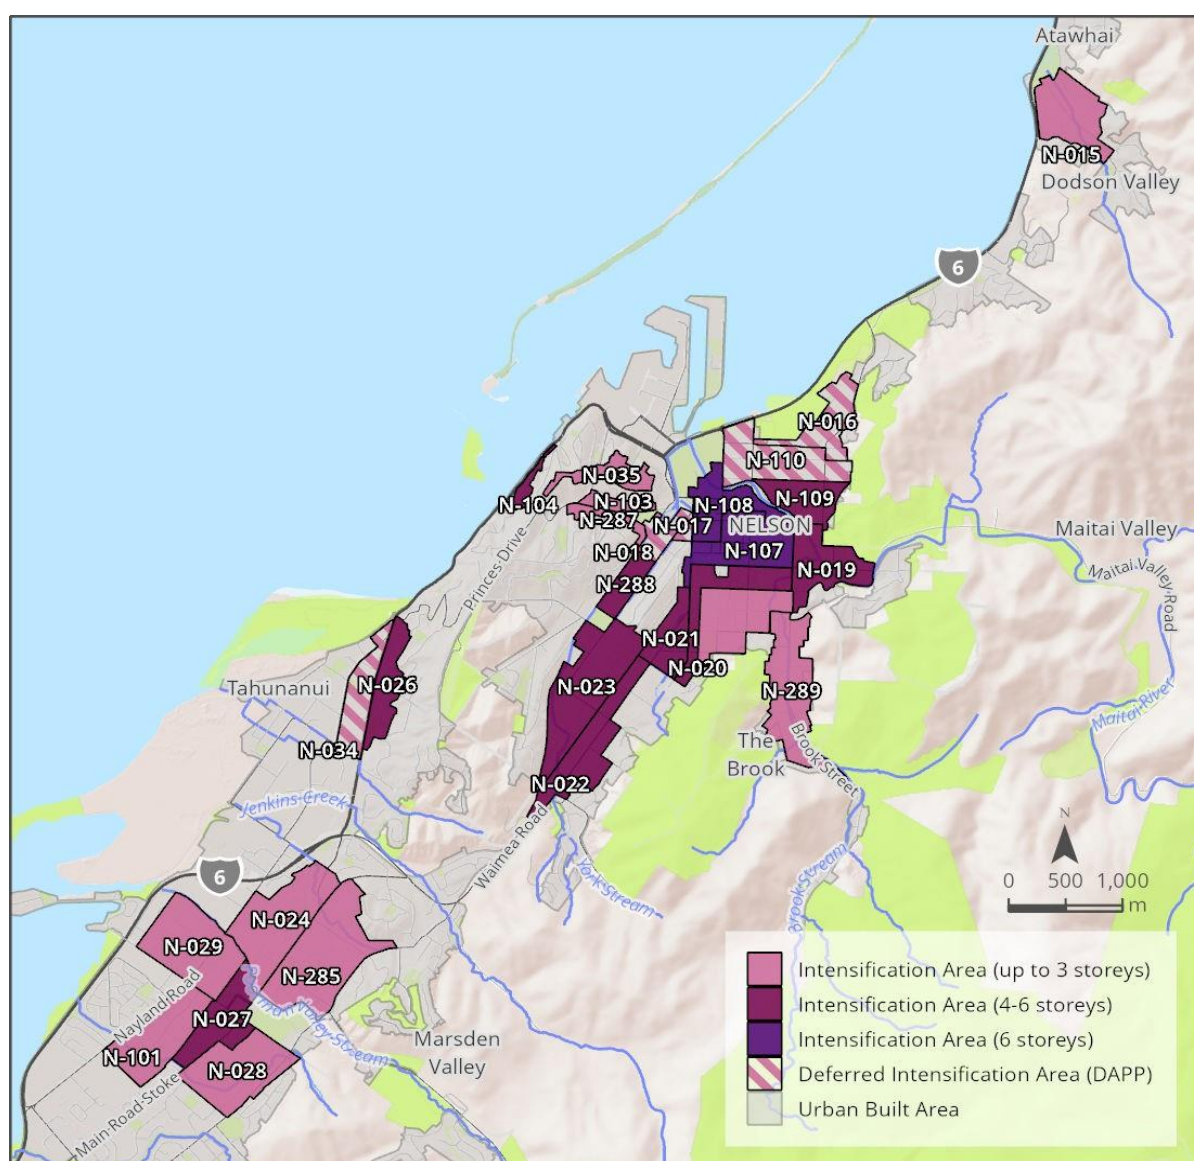 Atawhai
N-015
Dodson Valley
6
N-016
N-035
N-110
N-104
N-103
N-108
N-109
N-287
N-017
NELSON
Maitai Valley
N-018
N-107
Princes Drive
N-288
N-019
Maitai Valley Road
N-021
N-020
Tahunanui
N-026
N-023
N-289
Maitai River
N-034
The
Brook
Brook Street
N-022
Jenkins Creek
Waimea Road
N
6
York Stream
Brook Stream
0 500 1,000
m
N-024
N-029
N-285
Nayland Road
Poorman Valley Stream
N-027
N-101
Marsden
Valley
N-028
Main Road Stoke
Intensification Area (up to 3 storeys)
Intensification Area (4-6 storeys)
Intensification Area (6 storeys)
Deferred Intensification Area (DAPP)
Urban Built Area